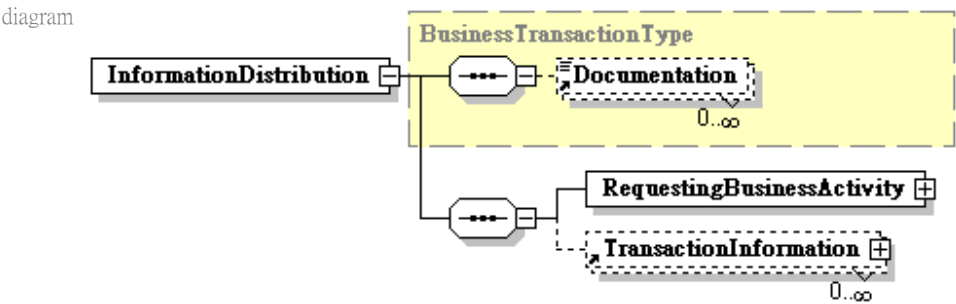 diagram
BusinessTransactionType
InformationDistribution
Documentation
0..∞
RequestingBusinessActivity
TransactionInformation
0..∞